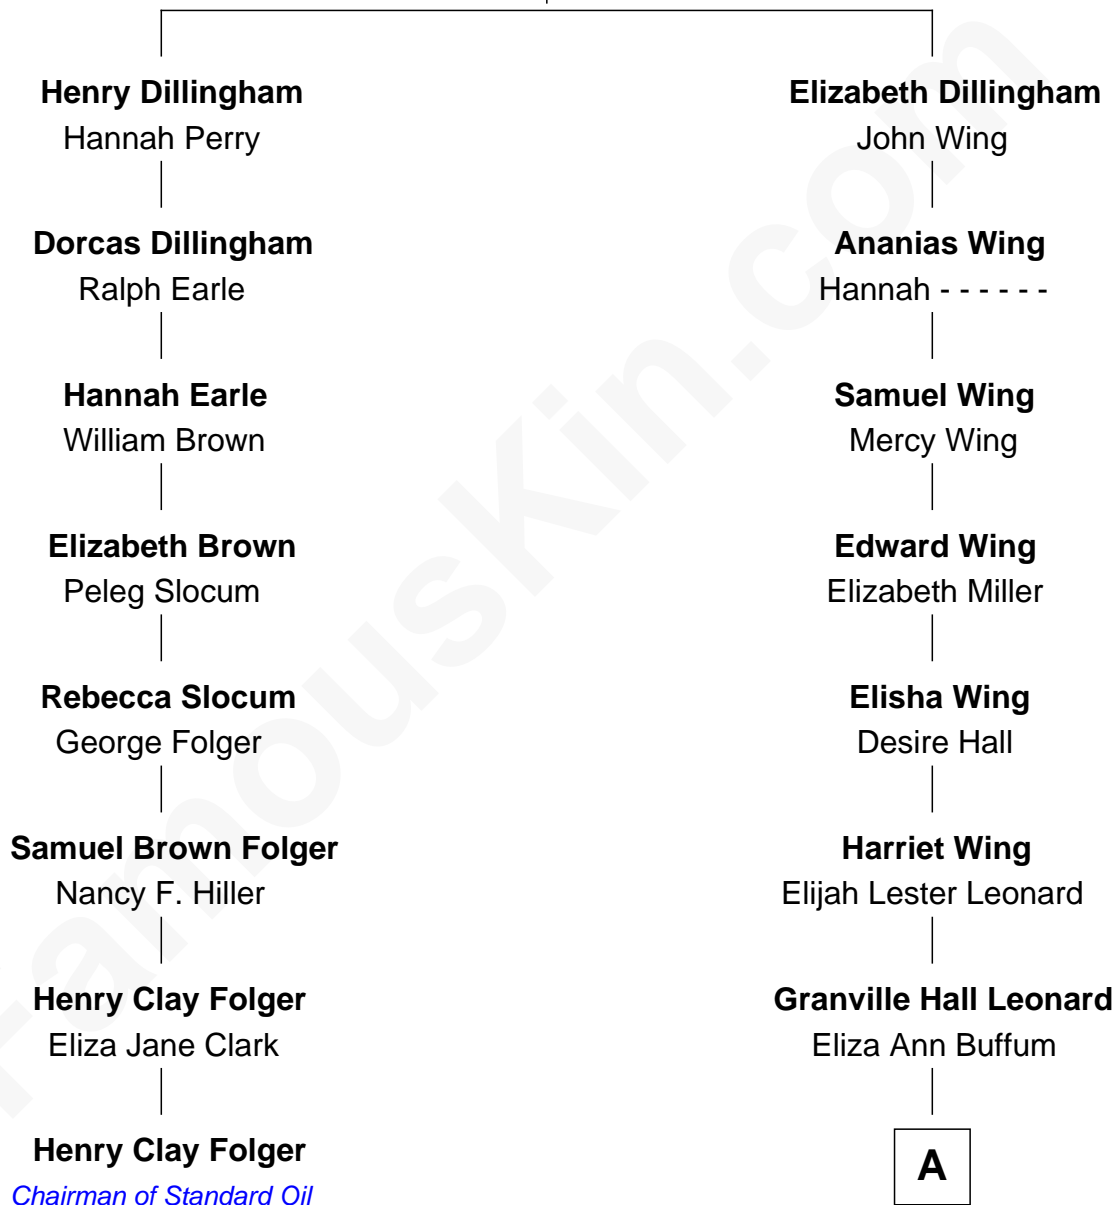 Henry Dillingham
Hannah Perry
Dorcas Dillingham
Ralph Earle
Hannah Earle
William Brown
Elizabeth Brown
Peleg Slocum
Rebecca Slocum
George Folger
Samuel Brown Folger
Nancy F. Hiller
Henry Clay Folger
Eliza Jane Clark
Henry Clay Folger
Chairman of Standard Oil
Elizabeth Dillingham
John Wing
Ananias Wing
Hannah - - - - - -
Samuel Wing
Mercy Wing
Edward Wing
Elizabeth Miller
Elisha Wing
Desire Hall
Harriet Wing
Elijah Lester Leonard
Granville Hall Leonard
Eliza Ann Buffum
A
FamousKin.com